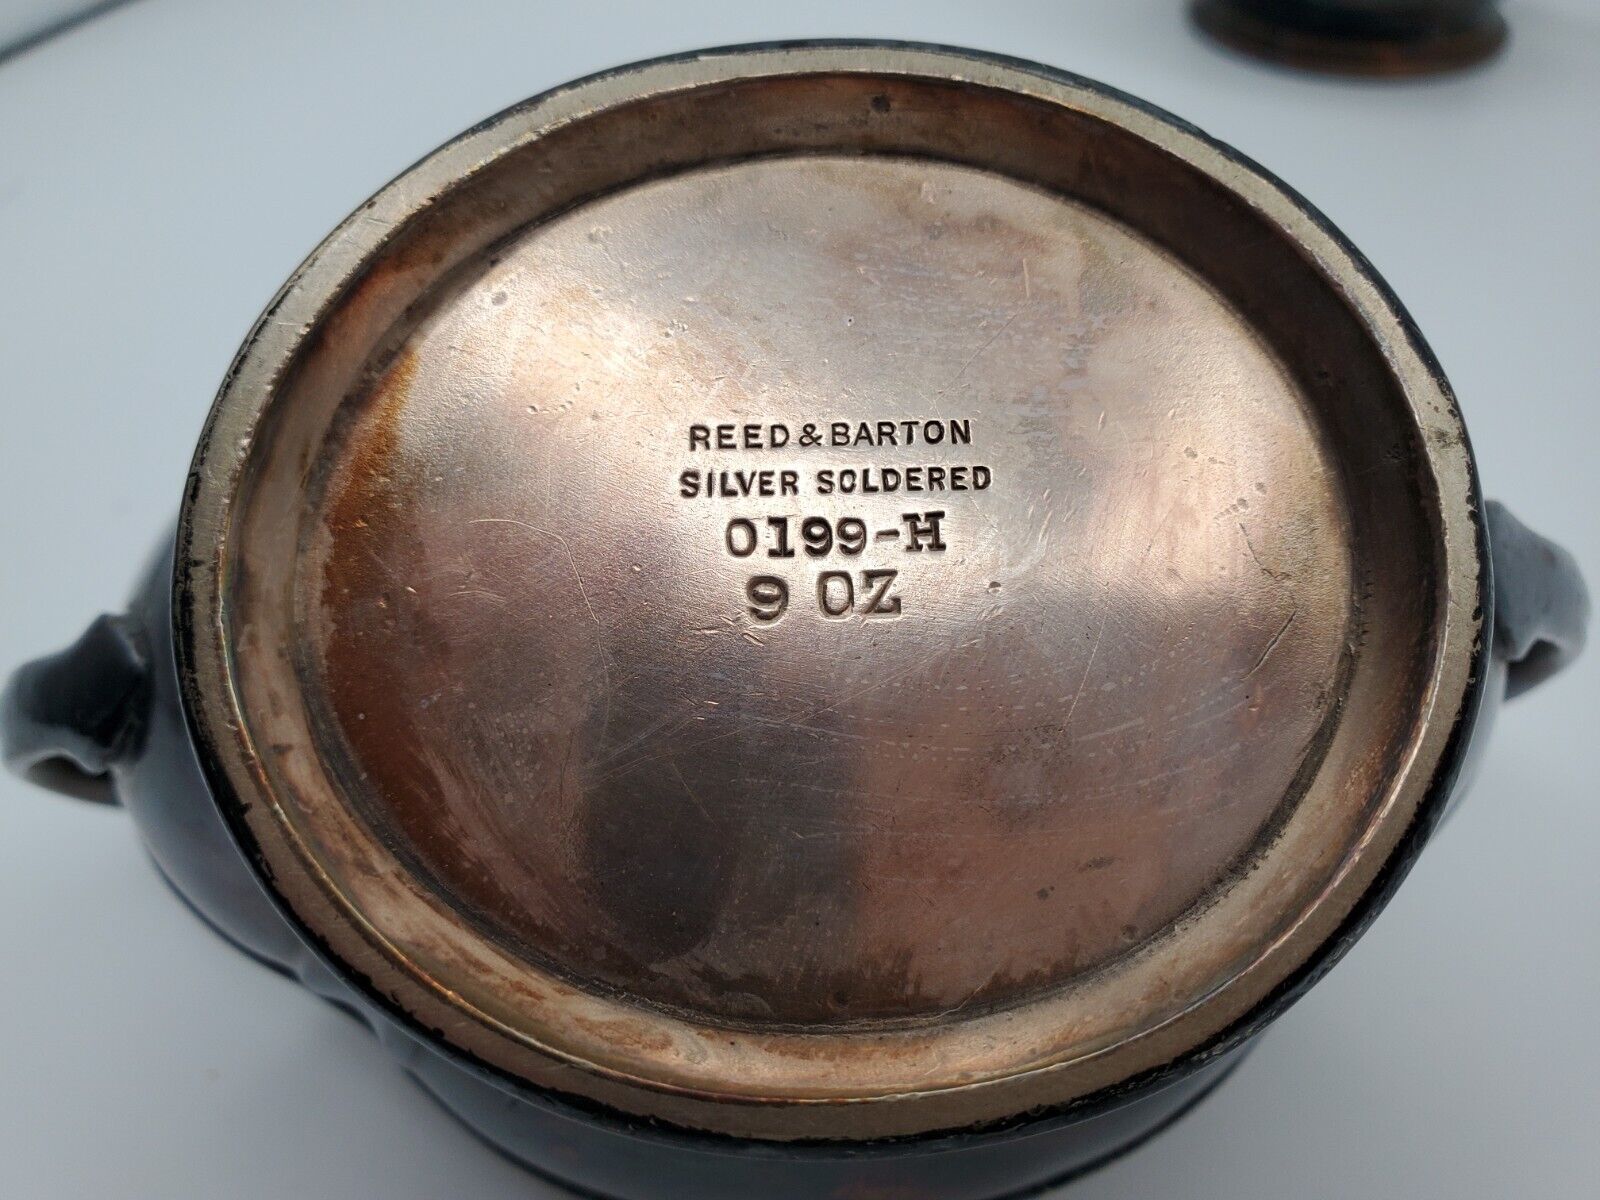 REED & BARTON
SILVER SOLDERED
0199-H
9 OZ